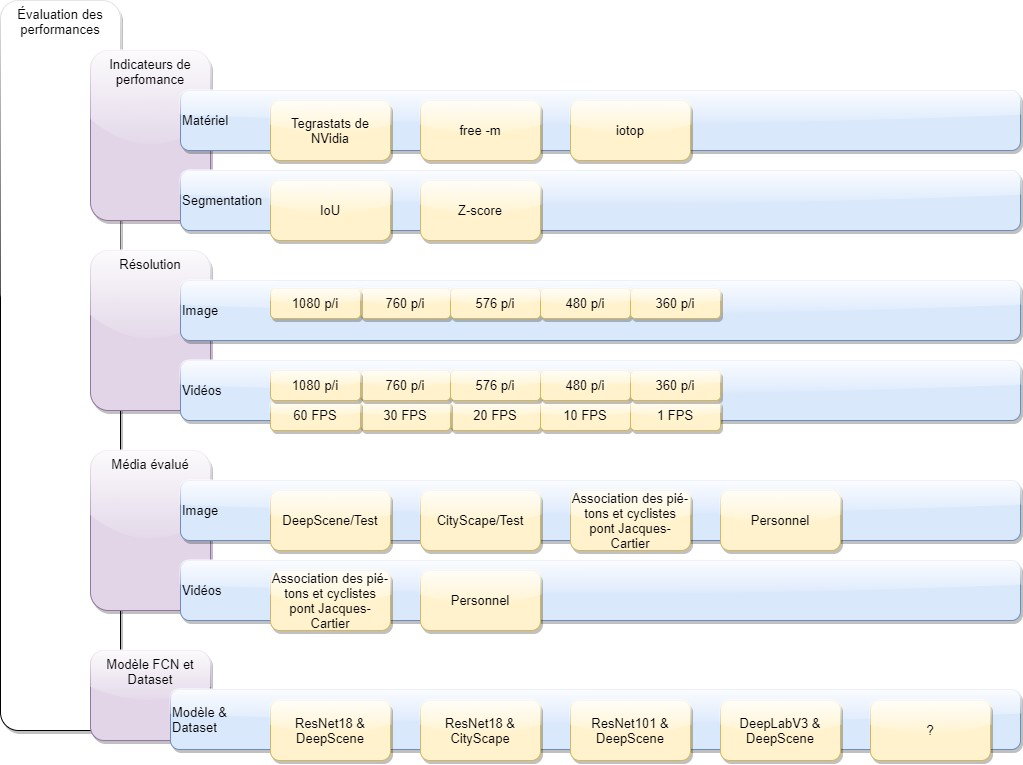 Évaluation des
performances
Indicateurs de
perfomance
Matériel
Tegrastats de
NVidia
free -m
iotop
Segmentation
IoU
Z-score
Résolution
Image
1080 p/i
760 p/i
576 p/i
480 p/i
360 p/i
Vidéos
1080 p/i
760 p/i
576 p/i
480 p/i
360 p/i
60 FPS
30 FPS
20 FPS
10 FPS
1 FPS
Média évalué
Image
DeepScene/Test
CityScape/Test
Association des pié-
tons et cyclistes
pont Jacques-
Cartier
Personnel
Vidéos
Association des pié-
tons et cyclistes
pont Jacques-
Cartier
Personnel
Modèle FCN et
Dataset
Modèle &
Dataset
ResNet18 &
DeepScene
ResNet18 &
CityScape
ResNet101 &
DeepScene
DeepLabV3 &
DeepScene
?